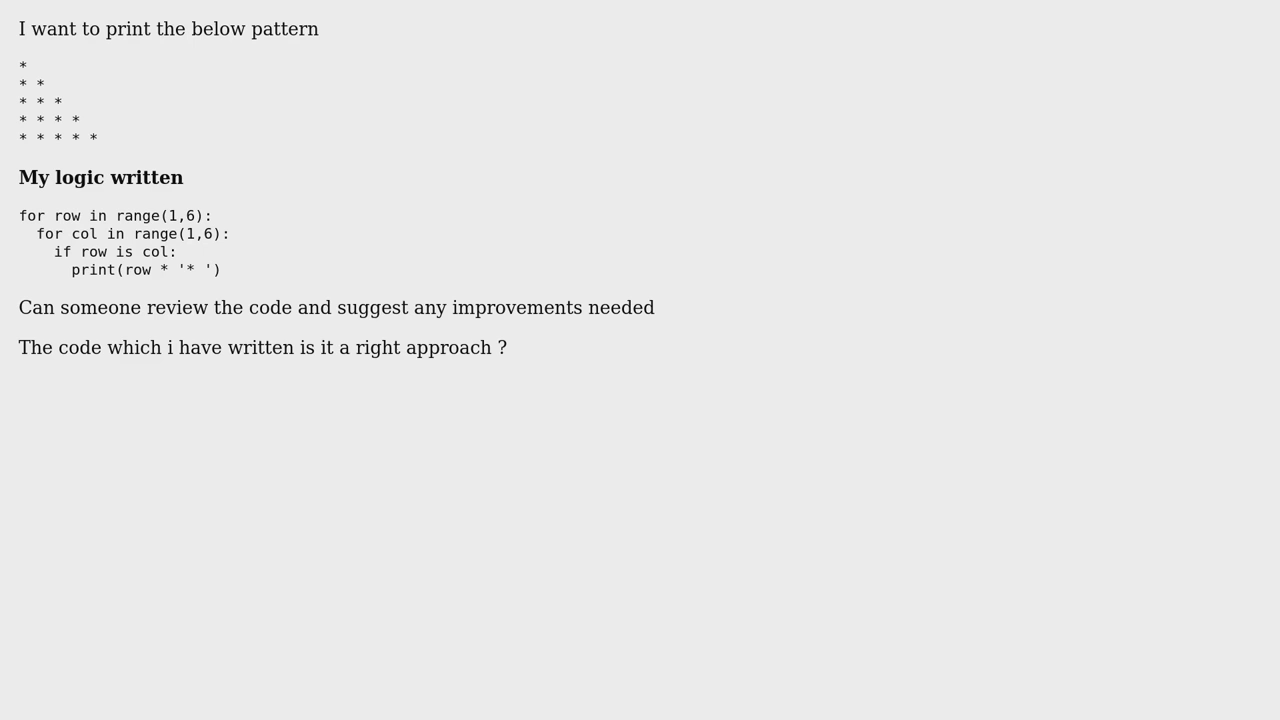 I want to print the below pattern
*
* *
* * *
* * * *
* * * * *
My logic written
for row in range(1,6):
  for col in range(1,6):
    if row is col:
      print(row * '* ')
Can someone review the code and suggest any improvements needed
The code which i have written is it a right approach ?